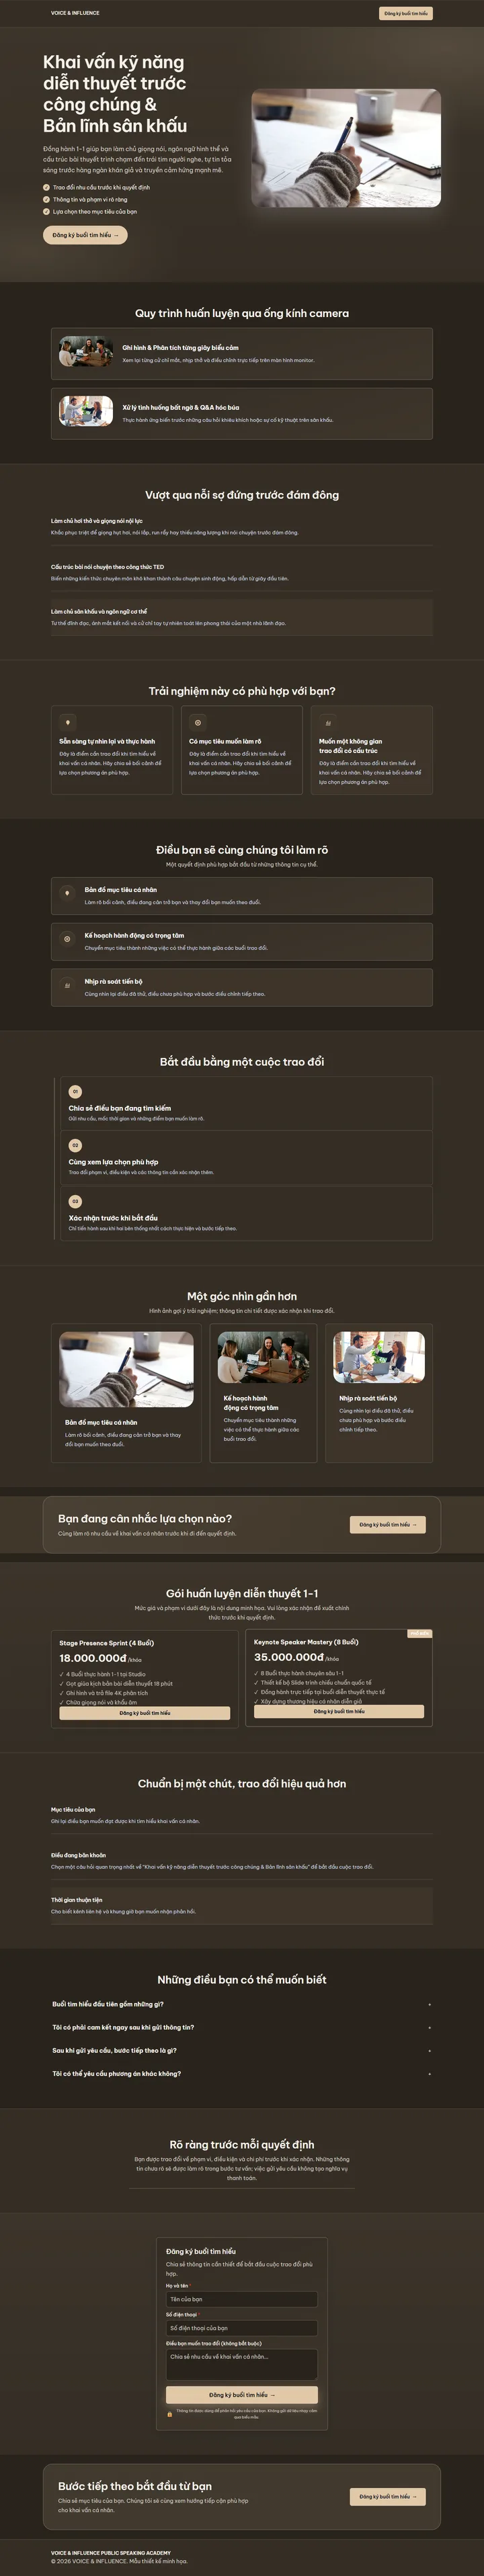 VOICE & INFLUENCE
Đăng ký buổi tìm hiểu
Khai vấn kỹ năng
diễn thuyết trước
công chúng &
Bản lĩnh sân khấu
Đồng hành 1-1 giúp bạn làm chủ giọng nói, ngôn ngữ hình thể và
cấu trúc bài thuyết trình chạm đến trái tim người nghe, tự tin tỏa
sáng trước hàng ngàn khán giả và truyền cảm hứng mạnh mẽ.
Trao đổi nhu cầu trước khi quyết định
Thông tin và phạm vi rõ ràng
Lựa chọn theo mục tiêu của bạn
Đăng ký buổi tìm hiểu →
Quy trình huấn luyện qua ống kính camera
Ghi hình & Phân tích từng giây biểu cảm
Xem lại từng cử chỉ mắt, nhịp thở và điều chỉnh trực tiếp trên màn hình monitor.
Xử lý tình huống bất ngờ & Q&A hóc búa
Thực hành ứng biến trước những câu hỏi khiêu khích hoặc sự cố kỹ thuật trên sân khấu.
Vượt qua nỗi sợ đứng trước đám đông
Làm chủ hơi thở và giọng nói nội lực
Khắc phục triệt để giọng hụt hơi, nói lắp, run rẩy hay thiếu năng lượng khi nói chuyện trước đám đông.
Cấu trúc bài nói chuyện theo công thức TED
Biến những kiến thức chuyên môn khô khan thành câu chuyện sinh động, hấp dẫn từ giây đầu tiên.
Làm chủ sân khấu và ngôn ngữ cơ thể
Tư thế đĩnh đạc, ánh mắt kết nối và cử chỉ tay tự nhiên toát lên phong thái của một nhà lãnh đạo.
Trải nghiệm này có phù hợp với bạn?
Sẵn sàng tự nhìn lại và thực hành
Đây là điểm cần trao đổi khi tìm hiểu về
khai vấn cá nhân. Hãy chia sẻ bối cảnh để
lựa chọn phương án phù hợp.
Có mục tiêu muốn làm rõ
Đây là điểm cần trao đổi khi tìm hiểu về
khai vấn cá nhân. Hãy chia sẻ bối cảnh để
lựa chọn phương án phù hợp.
Muốn một không gian
trao đổi có cấu trúc
Đây là điểm cần trao đổi khi tìm hiểu về
khai vấn cá nhân. Hãy chia sẻ bối cảnh để
lựa chọn phương án phù hợp.
Điều bạn sẽ cùng chúng tôi làm rõ
Một quyết định phù hợp bắt đầu từ những thông tin cụ thể.
Bản đồ mục tiêu cá nhân
Làm rõ bối cảnh, điều đang cản trở bạn và thay đổi bạn muốn theo đuổi.
Kế hoạch hành động có trọng tâm
Chuyển mục tiêu thành những việc có thể thực hành giữa các buổi trao đổi.
Nhịp rà soát tiến bộ
Cùng nhìn lại điều đã thử, điều chưa phù hợp và bước điều chỉnh tiếp theo.
Bắt đầu bằng một cuộc trao đổi
01
Chia sẻ điều bạn đang tìm kiếm
Gửi nhu cầu, mốc thời gian và những điểm bạn muốn làm rõ.
02
Cùng xem lựa chọn phù hợp
Trao đổi phạm vi, điều kiện và các thông tin cần xác nhận thêm.
03
Xác nhận trước khi bắt đầu
Chỉ tiến hành sau khi hai bên thống nhất cách thực hiện và bước tiếp theo.
Một góc nhìn gần hơn
Hình ảnh gợi ý trải nghiệm; thông tin chi tiết được xác nhận khi trao đổi.
Bản đồ mục tiêu cá nhân
Làm rõ bối cảnh, điều đang cản trở bạn và thay
đổi bạn muốn theo đuổi.
Kế hoạch hành
động có trọng tâm
Chuyển mục tiêu thành những
việc có thể thực hành giữa các
buổi trao đổi.
Nhịp rà soát tiến bộ
Cùng nhìn lại điều đã thử, điều
chưa phù hợp và bước điều
chỉnh tiếp theo.
Bạn đang cân nhắc lựa chọn nào?
Cùng làm rõ nhu cầu về khai vấn cá nhân trước khi đi đến quyết định.
Đăng ký buổi tìm hiểu →
Gói huấn luyện diễn thuyết 1-1
Mức giá và phạm vi dưới đây là nội dung minh họa. Vui lòng xác nhận đề xuất chính
thức trước khi quyết định.
Stage Presence Sprint (4 Buổi)
18.000.000đ /khóa
✓ 4 Buổi thực hành 1-1 tại Studio
✓ Gọt giũa kịch bản bài diễn thuyết 18 phút
✓ Ghi hình và trả file 4K phân tích
✓ Chữa giọng nói và khẩu âm
Đăng ký buổi tìm hiểu
Keynote Speaker Mastery (8 Buổi)
35.000.000đ /khóa
✓ 8 Buổi thực hành chuyên sâu 1-1
✓ Thiết kế bộ Slide trình chiếu chuẩn quốc tế
✓ Đồng hành trực tiếp tại buổi diễn thuyết thực tế
✓ Xây dựng thương hiệu cá nhân diễn giả
Đăng ký buổi tìm hiểu
Chuẩn bị một chút, trao đổi hiệu quả hơn
Mục tiêu của bạn
Ghi lại điều bạn muốn đạt được khi tìm hiểu khai vấn cá nhân.
Điều đang băn khoăn
Chọn một câu hỏi quan trọng nhất về "Khai vấn kỹ năng diễn thuyết trước công chúng & Bản lĩnh sân khấu" để bắt đầu cuộc trao đổi.
Thời gian thuận tiện
Cho biết kênh liên hệ và khung giờ bạn muốn nhận phản hồi.
Những điều bạn có thể muốn biết
Buổi tìm hiểu đầu tiên gồm những gì? +
Tôi có phải cam kết ngay sau khi gửi thông tin? +
Sau khi gửi yêu cầu, bước tiếp theo là gì? +
Tôi có thể yêu cầu phương án khác không? +
Rõ ràng trước mỗi quyết định
Bạn được trao đổi về phạm vi, điều kiện và chi phí trước khi xác nhận. Những thông
tin chưa rõ sẽ được làm rõ trong bước tư vấn; việc gửi yêu cầu không tạo nghĩa vụ
thanh toán.
Đăng ký buổi tìm hiểu
Chia sẻ thông tin cần thiết để bắt đầu cuộc trao đổi phù
hợp.
Họ và tên *
Tên của bạn
Số điện thoại *
Số điện thoại của bạn
Điều bạn muốn trao đổi (không bắt buộc)
Chia sẻ nhu cầu về khai vấn cá nhân...
Đăng ký buổi tìm hiểu →
Thông tin được dùng để phản hồi yêu cầu của bạn. Không gửi dữ liệu nhạy cảm
qua biểu mẫu.
Bước tiếp theo bắt đầu từ bạn
Chia sẻ mục tiêu của bạn. Chúng tôi sẽ cùng xem hướng tiếp cận phù hợp
cho khai vấn cá nhân.
Đăng ký buổi tìm hiểu →
VOICE & INFLUENCE PUBLIC SPEAKING ACADEMY
© 2026 VOICE & INFLUENCE. Mẫu thiết kế minh họa.